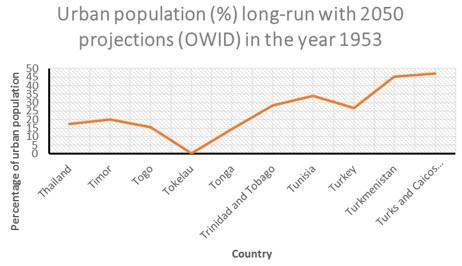 Urban population (%) long-run with 2050
projections (OWID) in the year 1953
Percentage of urban population
50
45
40
35
30
25
20
15
10
5
0
Thailand
Timor
Togo
Tokelau
Tonga
Trinidad and Tobago
Tunisia
Turkey
Turkmenistan
Turks and Caicos…
Country